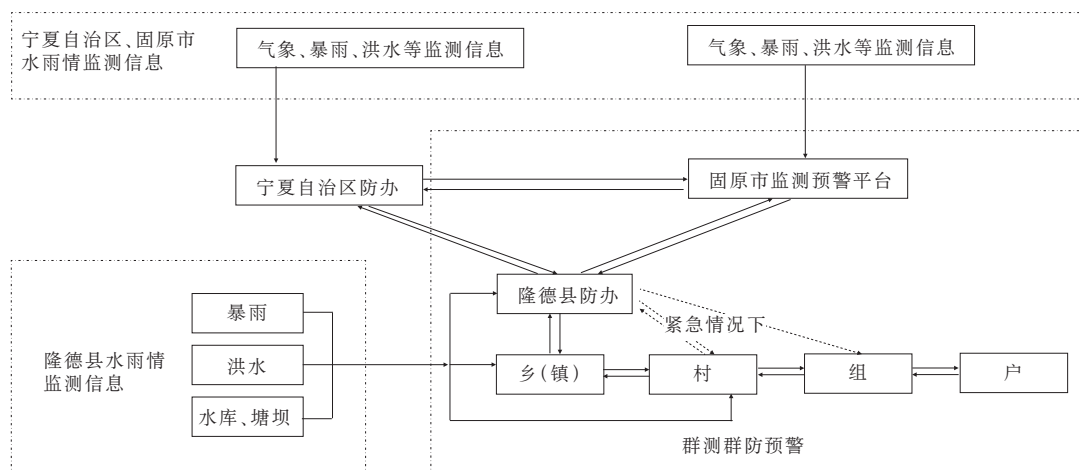 宁夏自治区、固原市
水雨情监测信息
气象、暴雨、洪水等监测信息
气象、暴雨、洪水等监测信息
宁夏自治区防办
固原市监测预警平台
隆德县防办
紧急情况下
暴雨
洪水
水库、塘坝
隆德县水雨情
监测信息
乡(镇)
村
组
户
群测群防预警